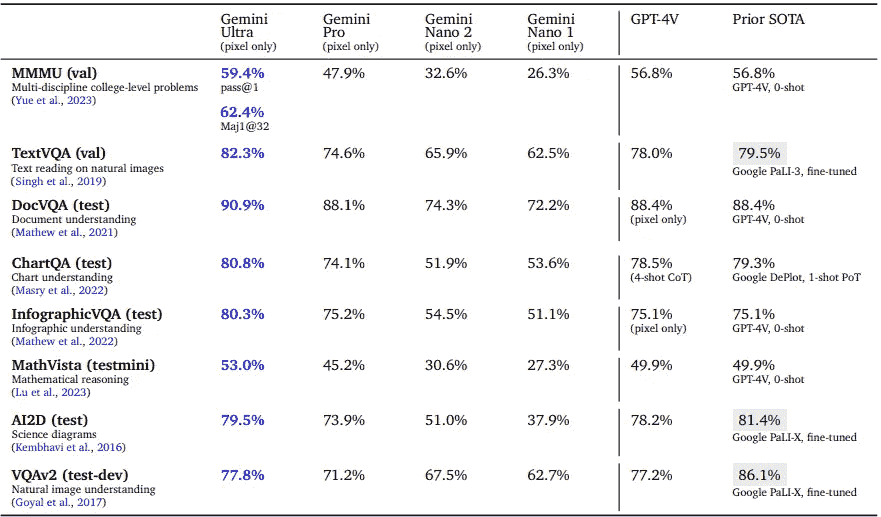 Gemini Ultra (pixel only) Gemini Pro (pixel only) Gemini Nano 2 (pixel only) Gemini Nano 1 (pixel only) GPT-4V Prior SOTA
MMMU (val) 59.4% 47.9% 32.6% 26.3% 56.8% 56.8%
Multi-discipline college-level problems pass@1 GPT-4V, 0-shot
(Yue et al., 2023)
62.4%
Maj1@32
TextVQA (val) 82.3% 74.6% 65.9% 62.5% 78.0% 79.5%
Text reading on natural images Google PaLI-3, fine-tuned
(Singh et al., 2019)
DocVQA (test) 90.9% 88.1% 74.3% 72.2% 88.4% 88.4%
Document understanding (pixel only) GPT-4V, 0-shot
(Mathew et al., 2021)
ChartQA (test) 80.8% 74.1% 51.9% 53.6% 78.5% 79.3%
Chart understanding (4-shot CoT) Google DePlot, 1-shot PoT
(Masry et al., 2022)
InfographicVQA (test) 80.3% 75.2% 54.5% 51.1% 75.1% 75.1%
Infographic understanding (pixel only) GPT-4V, 0-shot
(Mathew et al., 2022)
MathVista (testmini) 53.0% 45.2% 30.6% 27.3% 49.9% 49.9%
Mathematical reasoning GPT-4V, 0-shot
(Lu et al., 2023)
AI2D (test) 79.5% 73.9% 51.0% 37.9% 78.2% 81.4%
Science diagrams Google PaLI-X, fine-tuned
(Kembhavi et al., 2016)
VQAv2 (test-dev) 77.8% 71.2% 67.5% 62.7% 77.2% 86.1%
Natural image understanding Google PaLI-X, fine-tuned
(Goyal et al., 2017)